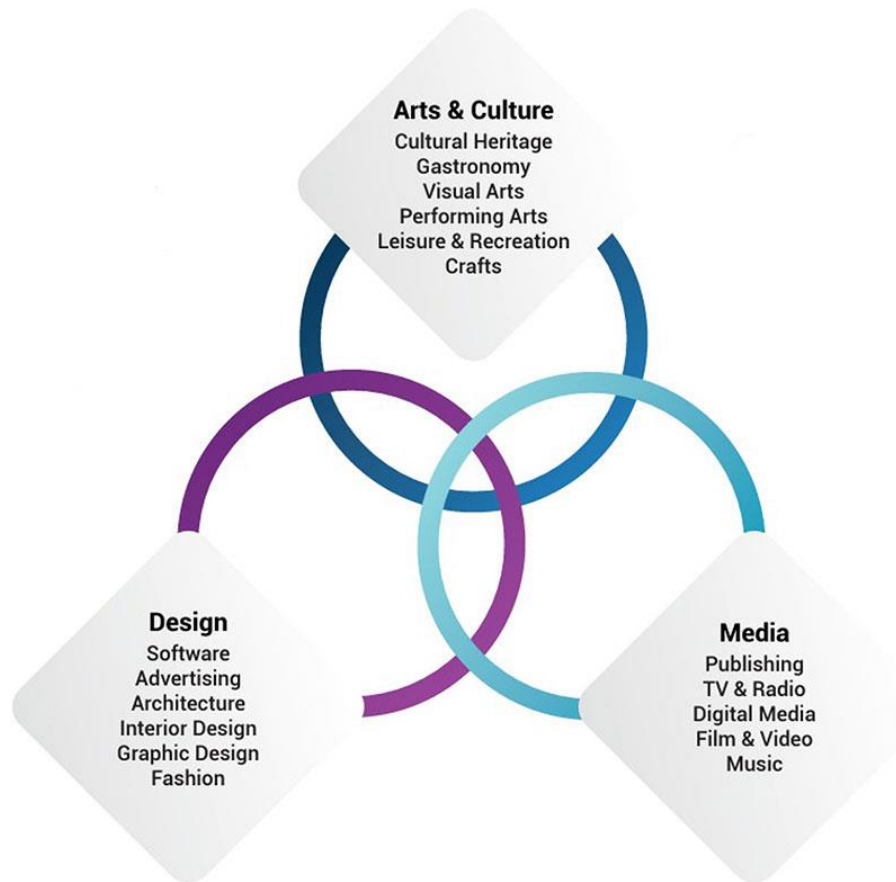 Arts & Culture
Cultural Heritage
Gastronomy
Visual Arts
Performing Arts
Leisure & Recreation
Crafts
Design
Software
Advertising
Architecture
Interior Design
Graphic Design
Fashion
Media
Publishing
TV & Radio
Digital Media
Film & Video
Music